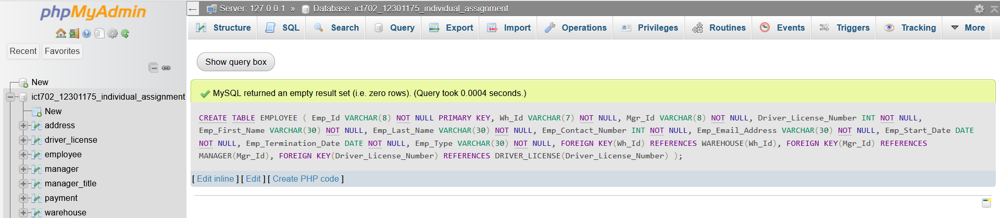 phpMyAdmin
Recent Favorites
New
ict702_12301175_individual_assignment
New
address
driver_license
employee
manager
manager_title
payment
warehouse
Server: 127.0.0.1 » Database: ict702_12301175_individual_assignment
Structure SQL Search Query Export Import Operations Privileges Routines Events Triggers Tracking More
Show query box
MySQL returned an empty result set (i.e. zero rows). (Query took 0.0004 seconds.)
CREATE TABLE EMPLOYEE ( Emp_Id VARCHAR(8) NOT NULL PRIMARY KEY, Wh_Id VARCHAR(7) NOT NULL, Mgr_Id VARCHAR(8) NOT NULL, Driver_License_Number INT NOT NULL,
Emp_First_Name VARCHAR(30) NOT NULL, Emp_Last_Name VARCHAR(30) NOT NULL, Emp_Contact_Number INT NOT NULL, Emp_Email_Address VARCHAR(30) NOT NULL, Emp_Start_Date DATE
NOT NULL, Emp_Termination_Date DATE NOT NULL, Emp_Type VARCHAR(30) NOT NULL, FOREIGN KEY(Wh_Id) REFERENCES WAREHOUSE(Wh_Id), FOREIGN KEY(Mgr_Id) REFERENCES
MANAGER(Mgr_Id), FOREIGN KEY(Driver_License_Number) REFERENCES DRIVER_LICENSE(Driver_License_Number) );
[ Edit inline ] [ Edit ] [ Create PHP code ]